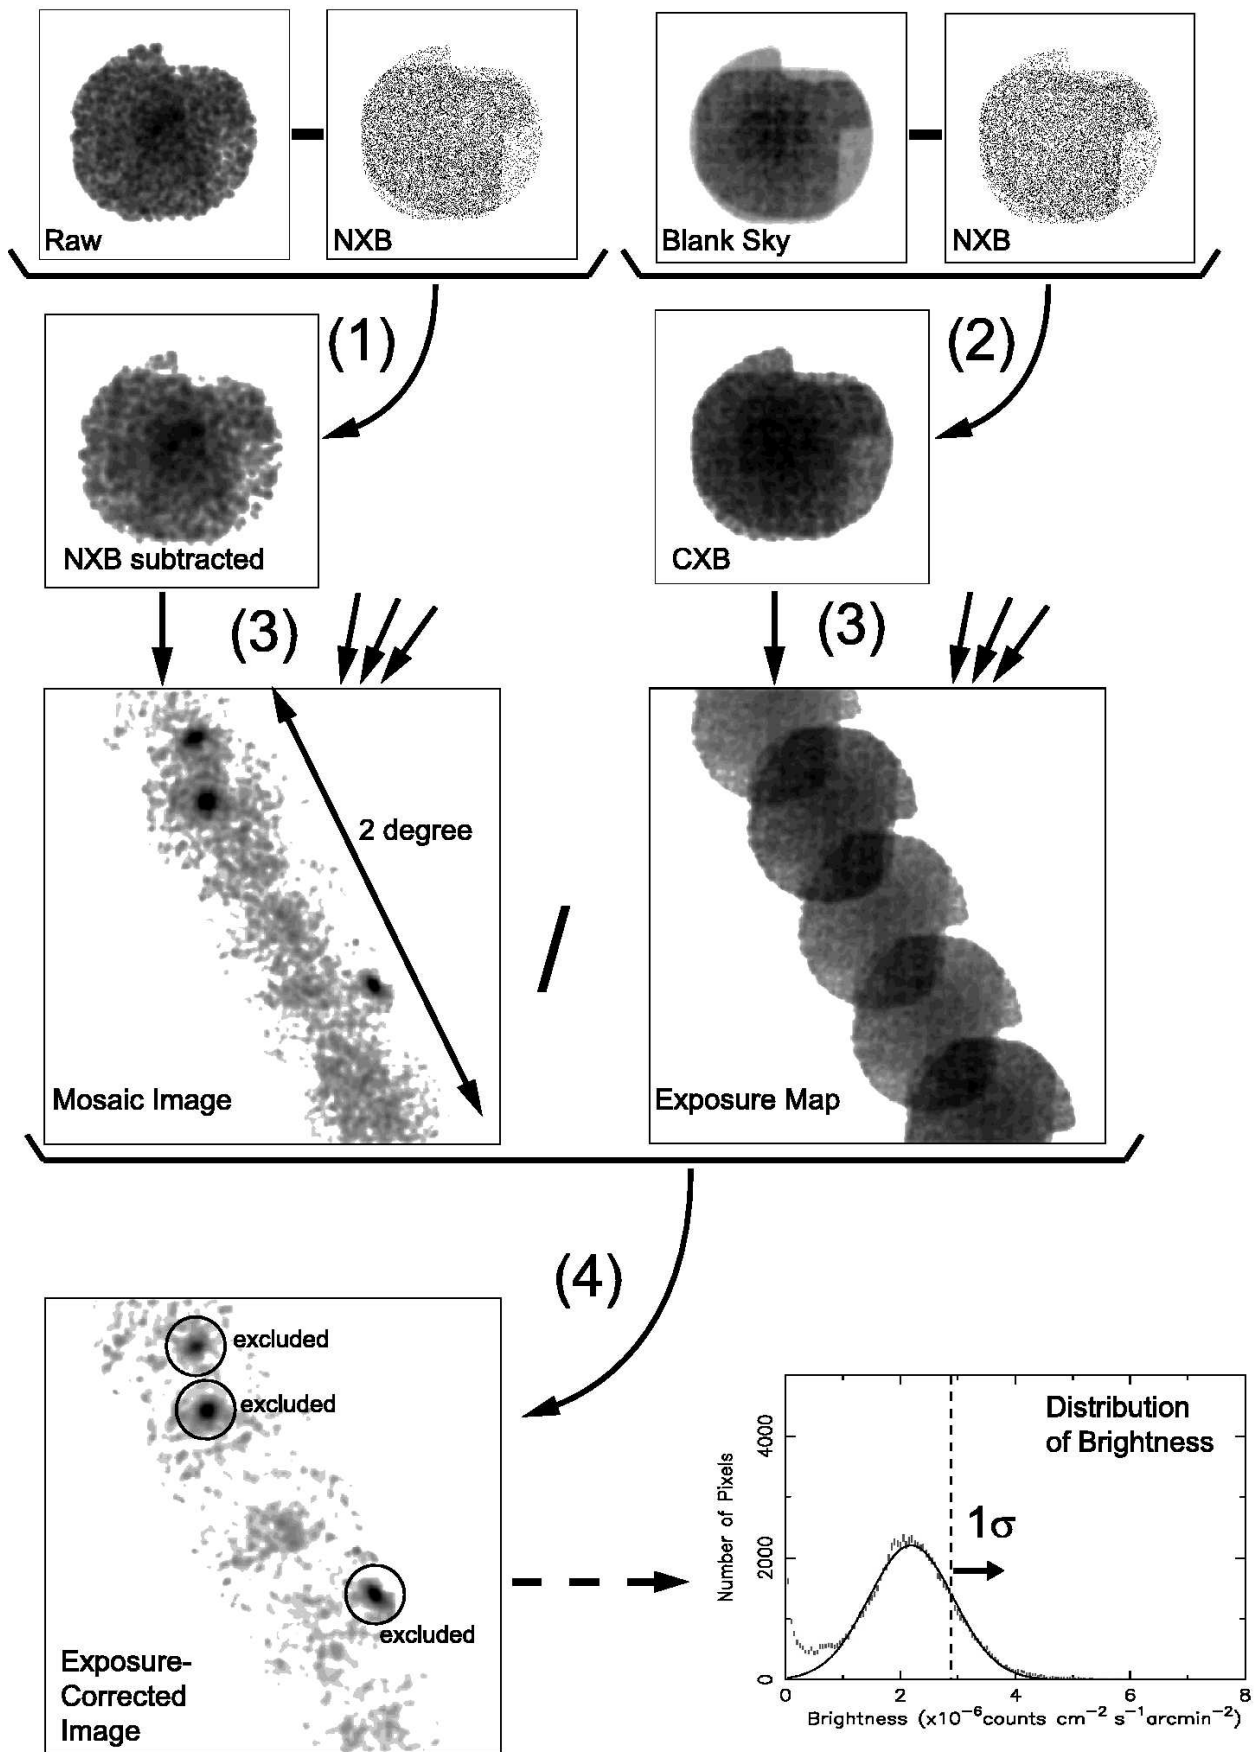 Raw
NXB
Blank Sky
NXB
(1)
(2)
NXB subtracted
CXB
(3)
(3)
2 degree
/
Mosaic Image
Exposure Map
(4)
excluded
excluded
excluded
Exposure-
Corrected
Image
Distribution
of Brightness
1σ
Number of Pixels
4000
2000
0
0 2 4 6 8
Brightness (x10⁻⁶counts cm⁻² s⁻¹arcmin⁻²)